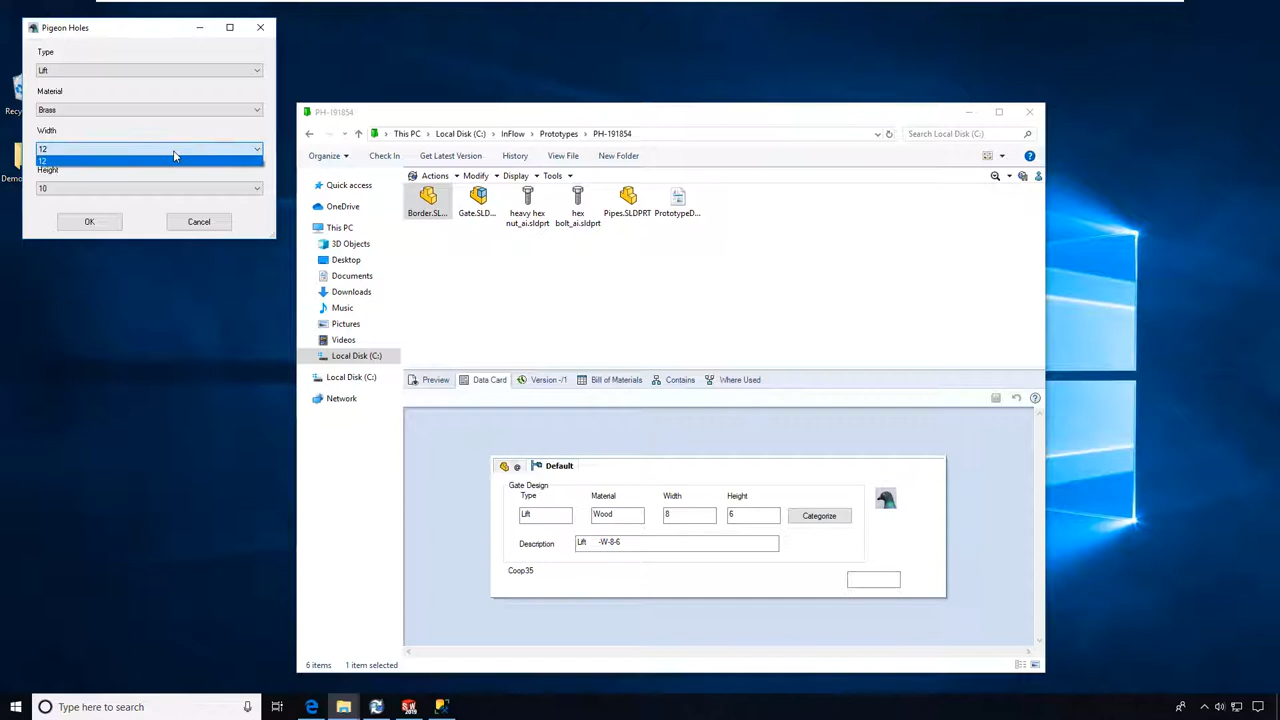 Pigeon Holes
Type
Lift
Material
Brass
Width
12
12
Height
10
OK
Cancel
Recyc
Demo
PH-191854
This PC
Local Disk (C:)
InFlow
Prototypes
PH-191854
Search Local Disk (C:)
Organize
Check In
Get Latest Version
History
View File
New Folder
Actions
Modify
Display
Tools
Quick access
OneDrive
This PC
3D Objects
Desktop
Documents
Downloads
Music
Pictures
Videos
Local Disk (C:)
Local Disk (C:)
Network
Border.SL...
Gate.SLD...
heavy hex
nut_ai.sldprt
hex
bolt_ai.sldprt
Pipes.SLDPRT
PrototypeD...
Preview
Data Card
Version -/1
Bill of Materials
Contains
Where Used
@
Default
Gate Design
Type
Material
Width
Height
Lift
Wood
8
6
Categorize
Description
Lift -W-8-6
Coop35
6 items
1 item selected
Type here to search